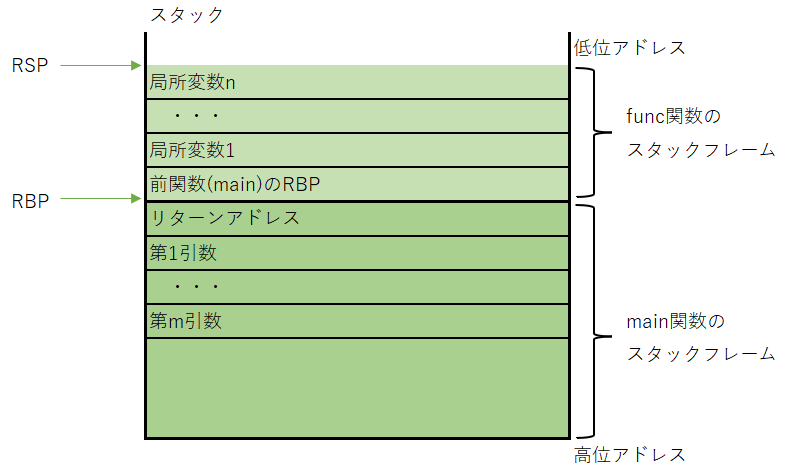 スタック
低位アドレス
RSP
局所変数n
・・・
局所変数1
前関数(main)のRBP
func関数の
スタックフレーム
RBP
リターンアドレス
第1引数
・・・
第m引数
main関数の
スタックフレーム
高位アドレス